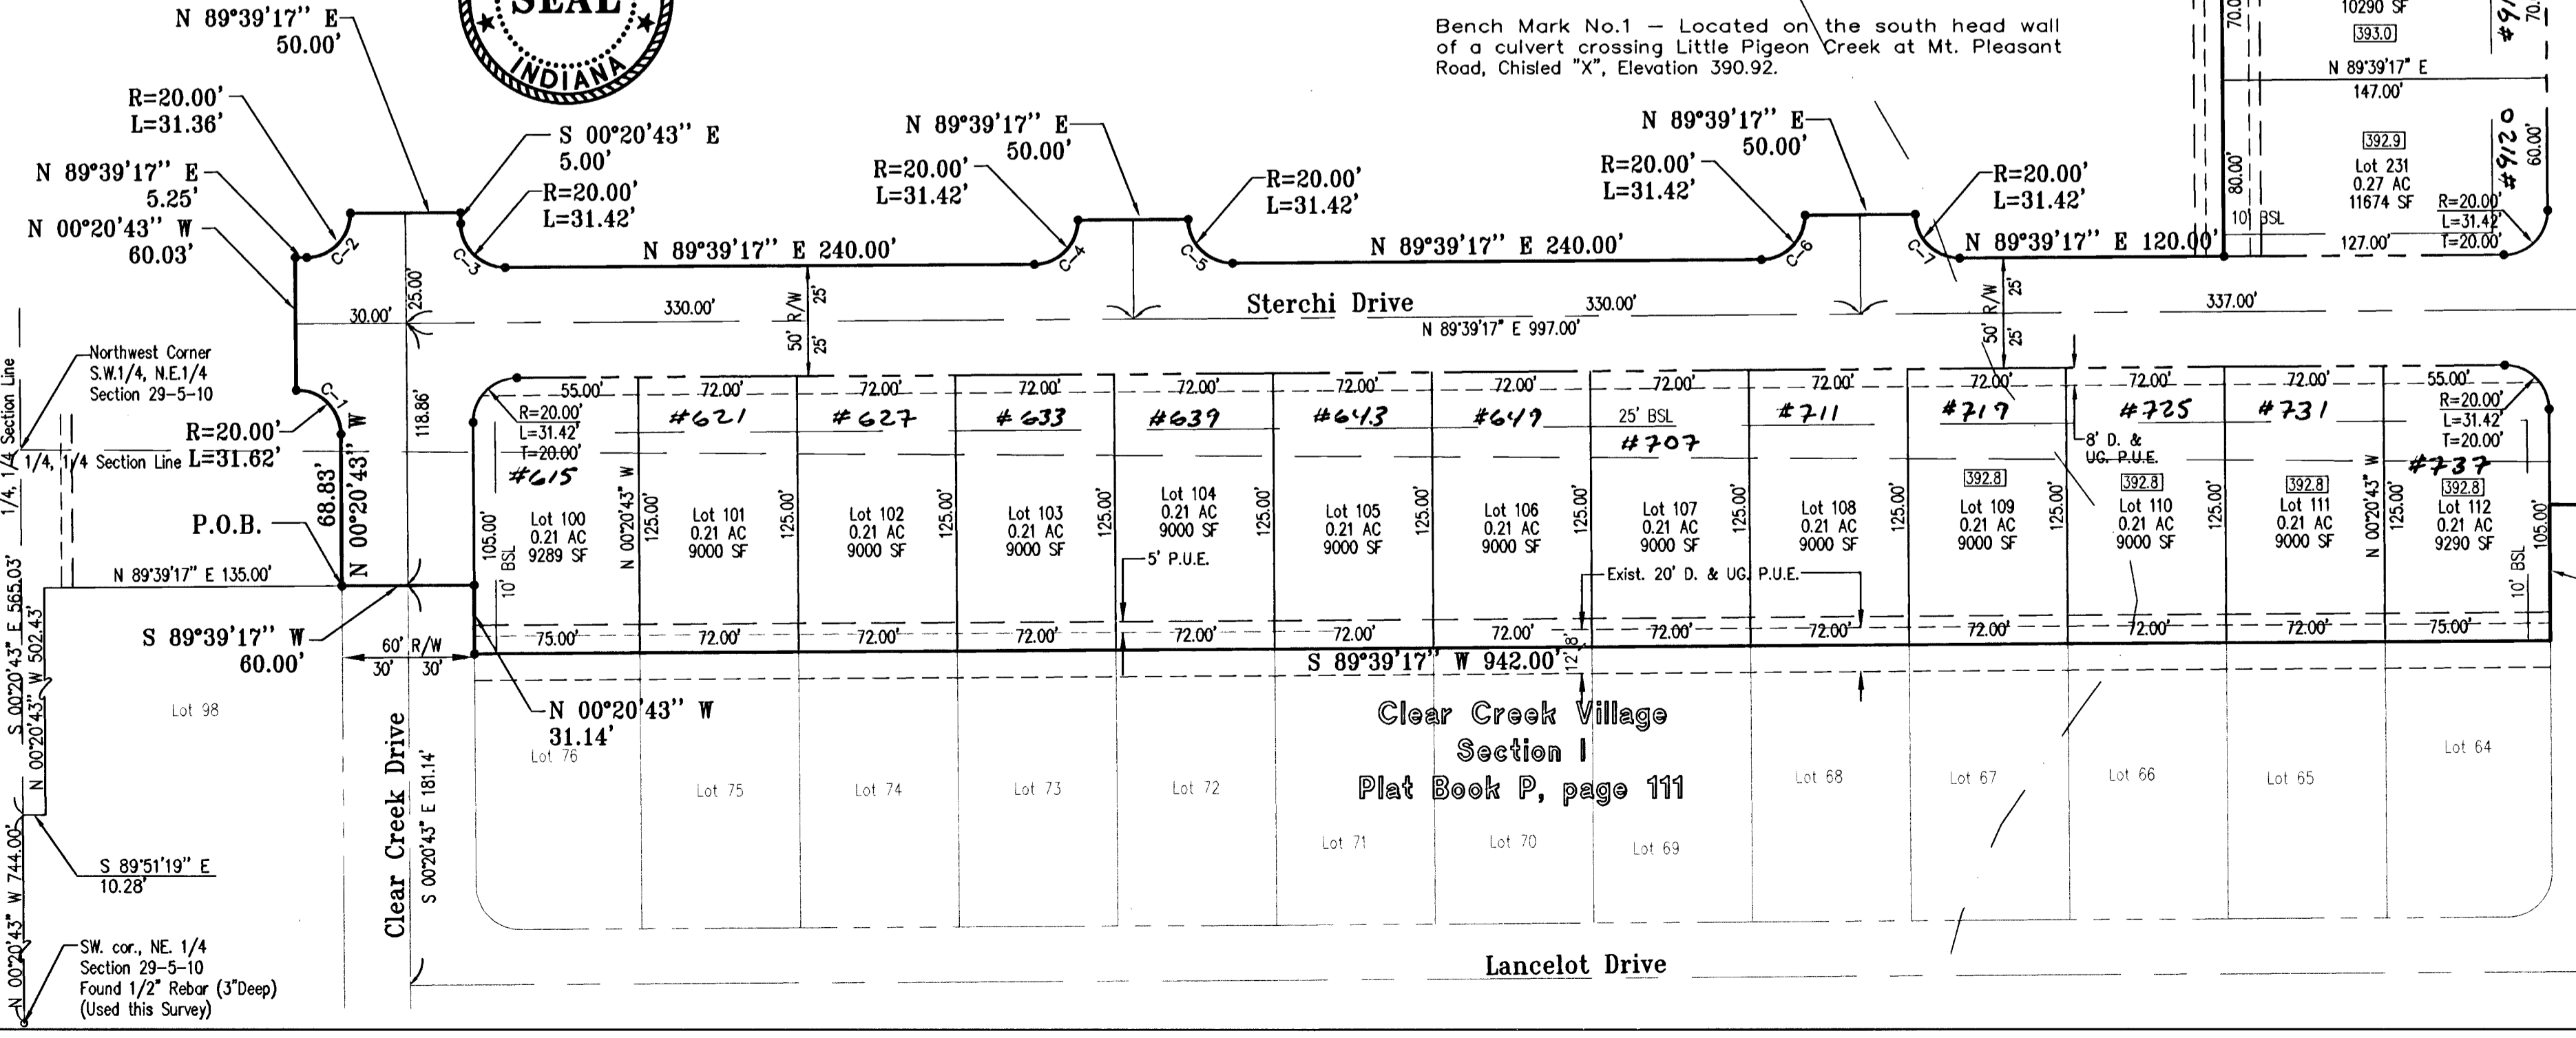 N 89°39'17" E
50.00'
SEAL
INDIANA
Bench Mark No.1 – Located on the south head wall
of a culvert crossing Little Pigeon Creek at Mt. Pleasant
Road, Chisled "X", Elevation 390.92.
10290 SF
393.0
N 89°39'17" E
147.00'
R=20.00'
L=31.36'
S 00°20'43" E
5.00'
R=20.00'
L=31.42'
N 89°39'17" E
50.00'
R=20.00'
L=31.42'
R=20.00'
L=31.42'
N 89°39'17" E
50.00'
R=20.00'
L=31.42'
R=20.00'
L=31.42'
80.00'
392.9
Lot 231
0.27 AC
11674 SF
#9120
60.00'
R=20.00'
L=31.42'
T=20.00'
10' BSL
127.00'
N 89°39'17" E
5.25'
N 00°20'43" W
60.03'
C-2
C-3
N 89°39'17" E 240.00'
C-4
C-5
N 89°39'17" E 240.00'
C-6
C-7
N 89°39'17" E 120.00'
25.00'
30.00'
330.00'
50' R/W
25'
25'
Sterchi Drive
330.00'
N 89°39'17" E 997.00'
50' R/W
25'
25'
337.00'
Northwest Corner
S.W.1/4, N.E.1/4
Section 29-5-10
1/4, 1/4 Section Line
1/4, 1/4 Section Line
C-1
R=20.00'
L=31.62'
118.86'
68.83'
N 00°20'43" W
P.O.B.
N 89°39'17" E 135.00'
55.00'
72.00'
72.00'
72.00'
72.00'
72.00'
72.00'
72.00'
72.00'
72.00'
72.00'
72.00'
55.00'
R=20.00'
L=31.42'
T=20.00'
#615
#621
#627
#633
#639
#643
#649
25' BSL
#707
#711
#719
#725
#731
R=20.00'
L=31.42'
T=20.00'
#737
8' D. &
UG. P.U.E.
105.00'
10' BSL
Lot 100
0.21 AC
9289 SF
N 00°20'43" W
125.00'
Lot 101
0.21 AC
9000 SF
125.00'
Lot 102
0.21 AC
9000 SF
125.00'
Lot 103
0.21 AC
9000 SF
125.00'
Lot 104
0.21 AC
9000 SF
125.00'
Lot 105
0.21 AC
9000 SF
125.00'
Lot 106
0.21 AC
9000 SF
125.00'
Lot 107
0.21 AC
9000 SF
125.00'
Lot 108
0.21 AC
9000 SF
125.00'
392.8
Lot 109
0.21 AC
9000 SF
125.00'
392.8
Lot 110
0.21 AC
9000 SF
125.00'
392.8
Lot 111
0.21 AC
9000 SF
N 00°20'43" W
125.00'
392.8
Lot 112
0.21 AC
9290 SF
105.00'
10' BSL
5' P.U.E.
Exist. 20' D. & UG. P.U.E.
75.00'
72.00'
72.00'
72.00'
72.00'
72.00'
72.00'
72.00'
72.00'
72.00'
72.00'
72.00'
75.00'
S 89°39'17" W
60.00'
60' R/W
30'
30'
S 89°39'17" W 942.00'
12'
8'
N 00°20'43" W
31.14'
S 00°20'43" E 565.03'
N 00°20'43" W 502.43'
N 00°20'43" W 744.00'
Lot 98
Clear Creek Drive
S 00°20'43" E 181.14'
Lot 76
Lot 75
Lot 74
Lot 73
Lot 72
Clear Creek Village
Section I
Plat Book P, page 111
Lot 71
Lot 70
Lot 69
Lot 68
Lot 67
Lot 66
Lot 65
Lot 64
S 89°51'19" E
10.28'
SW. cor., NE. 1/4
Section 29-5-10
Found 1/2" Rebar (3"Deep)
(Used this Survey)
Lancelot Drive